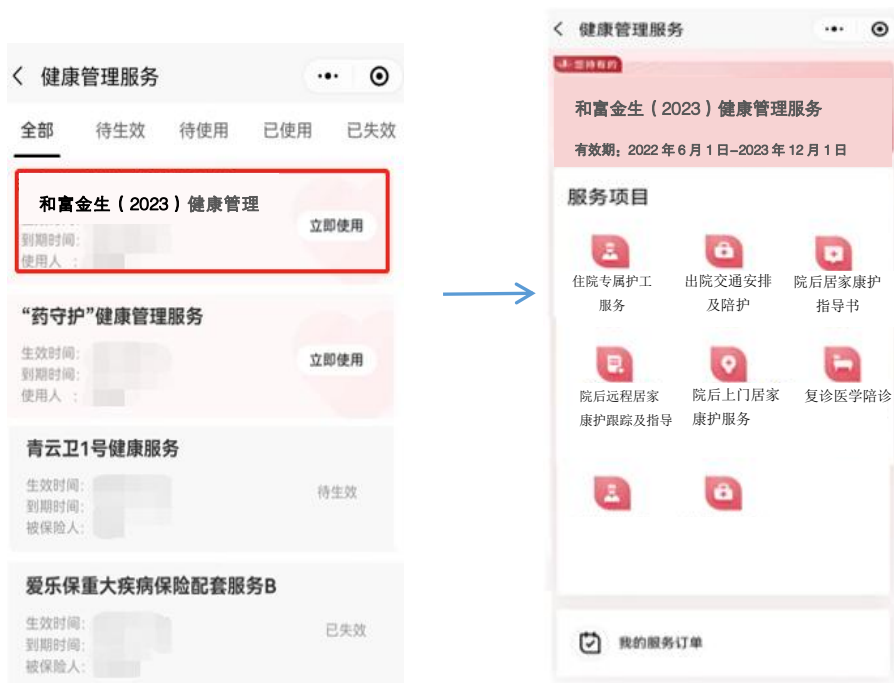 健康管理服务
全部 待生效 待使用 已使用 已失效
和富金生（2023）健康管理
立即使用
到期时间:
使用人 :
“药守护”健康管理服务
生效时间:
到期时间:
使用人 :
立即使用
青云卫1号健康服务
生效时间:
到期时间:
被保险人:
待生效
爱乐保重大疾病保险配套服务B
生效时间:
到期时间:
被保险人:
已失效
健康管理服务
您持有的
和富金生（2023）健康管理服务
有效期：2022年6月1日-2023年12月1日
服务项目
住院专属护工
服务
出院交通安排
及陪护
院后居家康护
指导书
院后远程居家
康护跟踪及指导
院后上门居家
康护服务
复诊医学陪诊
我的服务订单